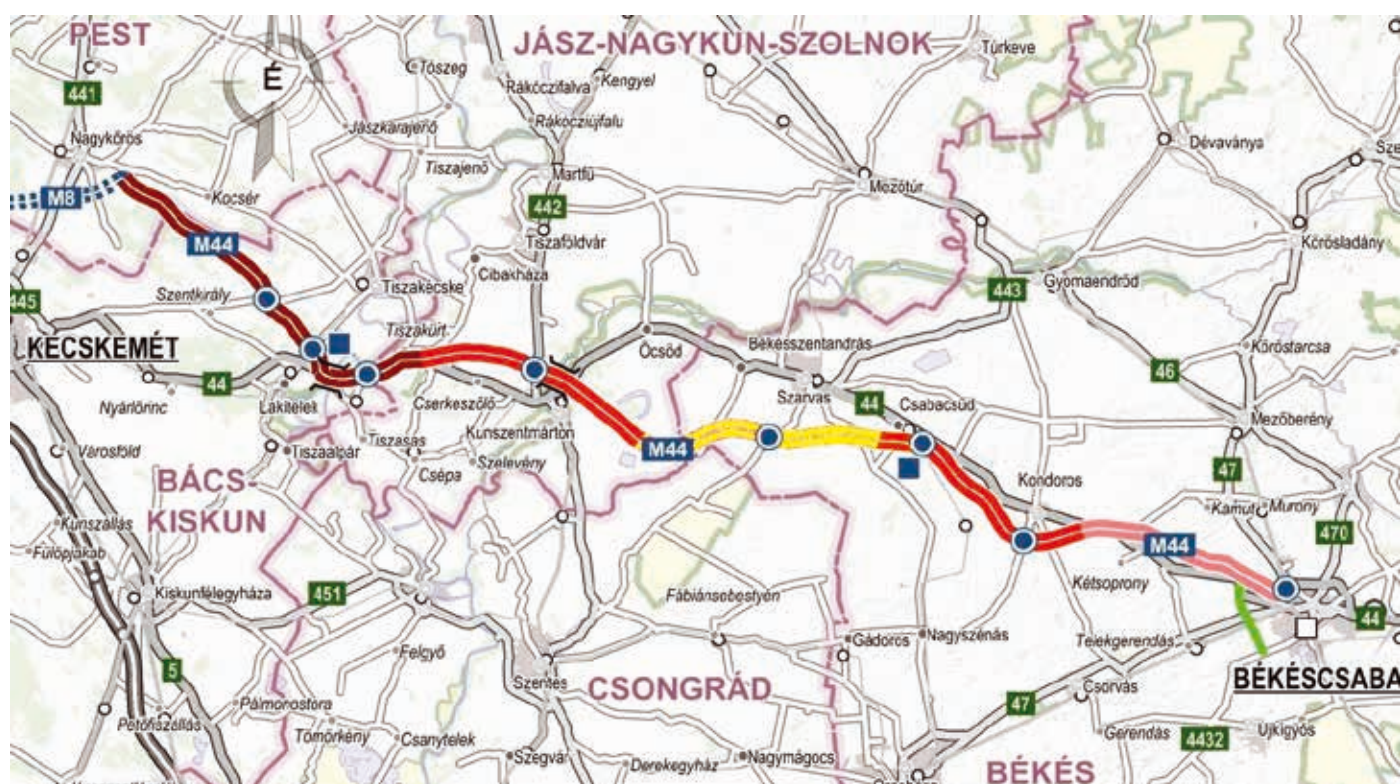 PEST
JÁSZ-NAGYKUN-SZOLNOK
Túrkeve
Tószeg
Kengyel
Rákóczifalva
É
441
Rákócziújfalu
Nagykőrös
Jászkarajenő
Tiszajenő
Dévaványa
Martfű
Mezőtúr
M8
Kocsér
442
M44
Tiszaföldvár
Körösladány
Cibakháza
Gyomaendrőd
Tiszakécske
443
445
Szentkirály
Tiszakürt
KECSKEMÉT
Öcsöd
Békésszentandrás
Köröstarcsa
44
46
Lakitelek
Nyárlőrinc
Cserkeszőlő
Szarvas
44
Csabacsűd
Mezőberény
Kunszentmárton
Tiszasas
M44
Városföld
Tiszaalpár
Csépa
Szelevény
47
Kondoros
BÁCS-
KISKUN
Kamut
Murony
Kunszállás
470
M44
Fülöpjakab
Kétsoprony
Kiskunfélegyháza
451
Fábiánsebestyén
44
Gádoros
Nagyszénás
Telekgerendás
Felgyő
5
Szentes
CSONGRÁD
BÉKÉSCSABA
Csorvás
Pálmonostora
47
Petőfiszállás
Tömörkény
Csanytelek
Gerendás
4432
Újkígyós
Szegvár
Derekegyház
Nagymágocs
BÉKÉS